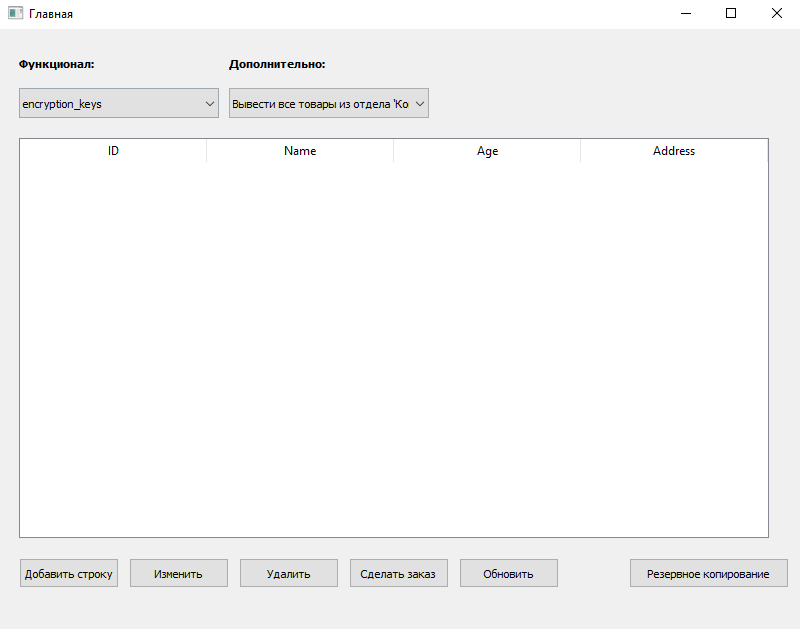 Главная
Функционал: Дополнительно:
encryption_keys Вывести все товары из отдела 'Ко
ID Name Age Address
Добавить строку Изменить Удалить Сделать заказ Обновить Резервное копирование